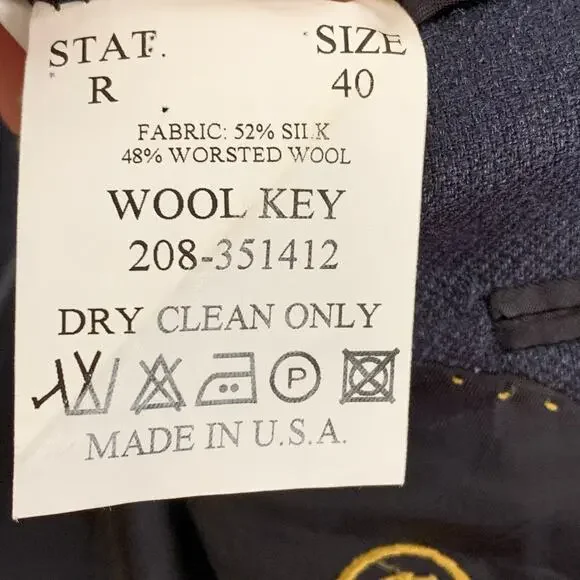 STAT. SIZE
R 40
FABRIC: 52% SILK
48% WORSTED WOOL
WOOL KEY
208-351412
DRY CLEAN ONLY
P
MADE IN U.S.A.